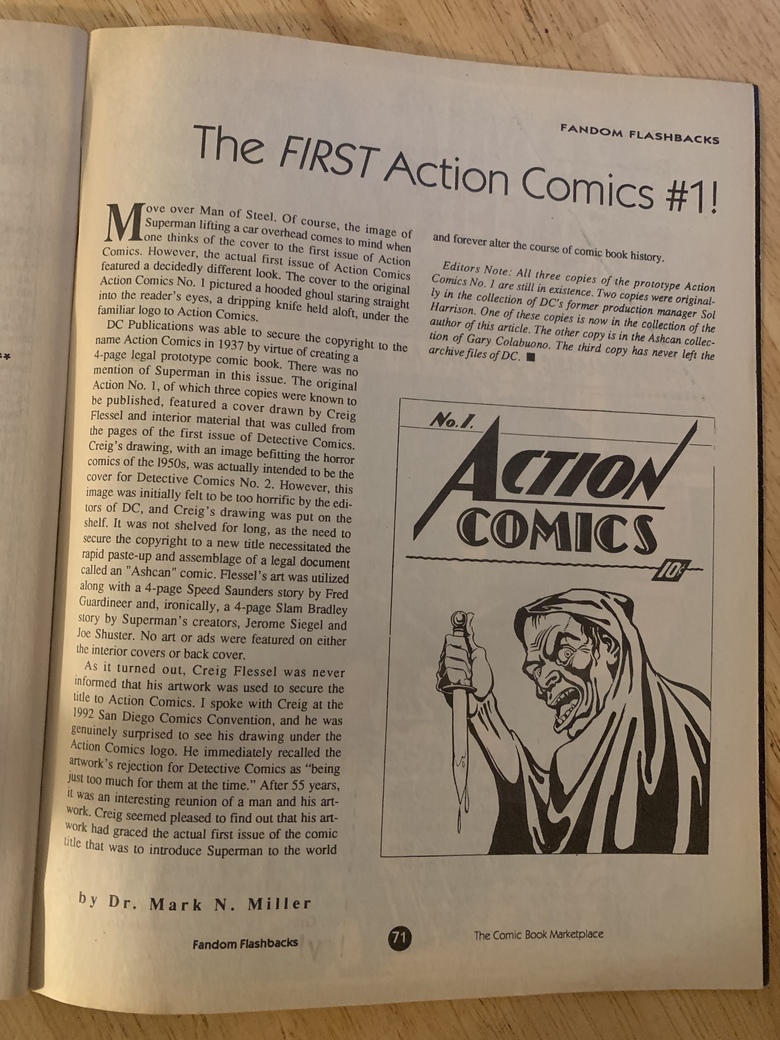 FANDOM FLASHBACKS
The FIRST Action Comics #1!
Move over Man of Steel. Of course, the image of
Superman lifting a car overhead comes to mind when
one thinks of the cover to the first issue of Action
Comics. However, the actual first issue of Action Comics
featured a decidedly different look. The cover to the original
Action Comics No. 1 pictured a hooded ghoul staring straight
into the reader's eyes, a dripping knife held aloft, under the
familiar logo to Action Comics.
DC Publications was able to secure the copyright to the
name Action Comics in 1937 by virtue of creating a
4-page legal prototype comic book. There was no
mention of Superman in this issue. The original
Action No. 1, of which three copies were known to
be published, featured a cover drawn by Creig
Flessel and interior material that was culled from
the pages of the first issue of Detective Comics.
Creig's drawing, with an image befitting the horror
comics of the 1950s, was actually intended to be the
cover for Detective Comics No. 2. However, this
image was initially felt to be too horrific by the edi-
tors of DC, and Creig's drawing was put on the
shelf. It was not shelved for long, as the need to
secure the copyright to a new title necessitated the
rapid paste-up and assemblage of a legal document
called an "Ashcan" comic. Flessel's art was utilized
along with a 4-page Speed Saunders story by Fred
Guardineer and, ironically, a 4-page Slam Bradley
story by Superman's creators, Jerome Siegel and
Joe Shuster. No art or ads were featured on either
the interior covers or back cover.
As it turned out, Creig Flessel was never
informed that his artwork was used to secure the
title to Action Comics. I spoke with Creig at the
1992 San Diego Comics Convention, and he was
genuinely surprised to see his drawing under the
Action Comics logo. He immediately recalled the
artwork's rejection for Detective Comics as "being
just too much for them at the time." After 55 years,
it was an interesting reunion of a man and his art-
work. Creig seemed pleased to find out that his art-
work had graced the actual first issue of the comic
title that was to introduce Superman to the world
and forever alter the course of comic book history.
Editors Note: All three copies of the prototype Action
Comics No. 1 are still in existence. Two copies were original-
ly in the collection of DC's former production manager Sol
Harrison. One of these copies is now in the collection of the
author of this article. The other copy is in the Ashcan collec-
tion of Gary Colabuono. The third copy has never left the
archive files of DC. ■
No.1.
ACTION
COMICS
10¢
by Dr. Mark N. Miller
Fandom Flashbacks
71
The Comic Book Marketplace
**